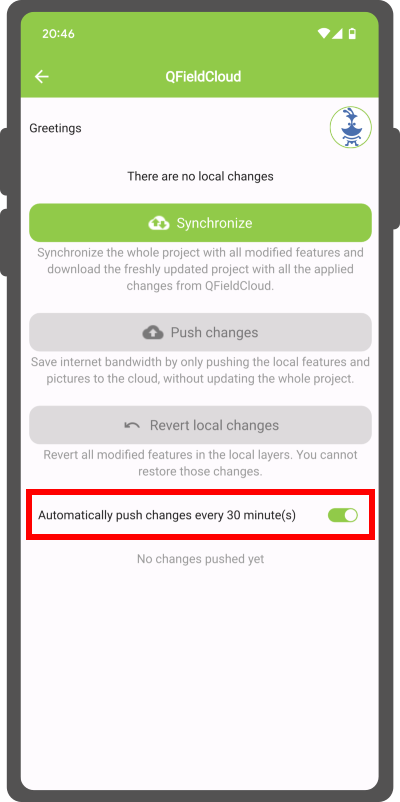 20:46
QFieldCloud
Greetings
There are no local changes
Synchronize
Synchronize the whole project with all modified features and
download the freshly updated project with all the applied
changes from QFieldCloud.
Push changes
Save internet bandwidth by only pushing the local features and
pictures to the cloud, without updating the whole project.
Revert local changes
Revert all modified features in the local layers. You cannot
restore those changes.
Automatically push changes every 30 minute(s)
No changes pushed yet